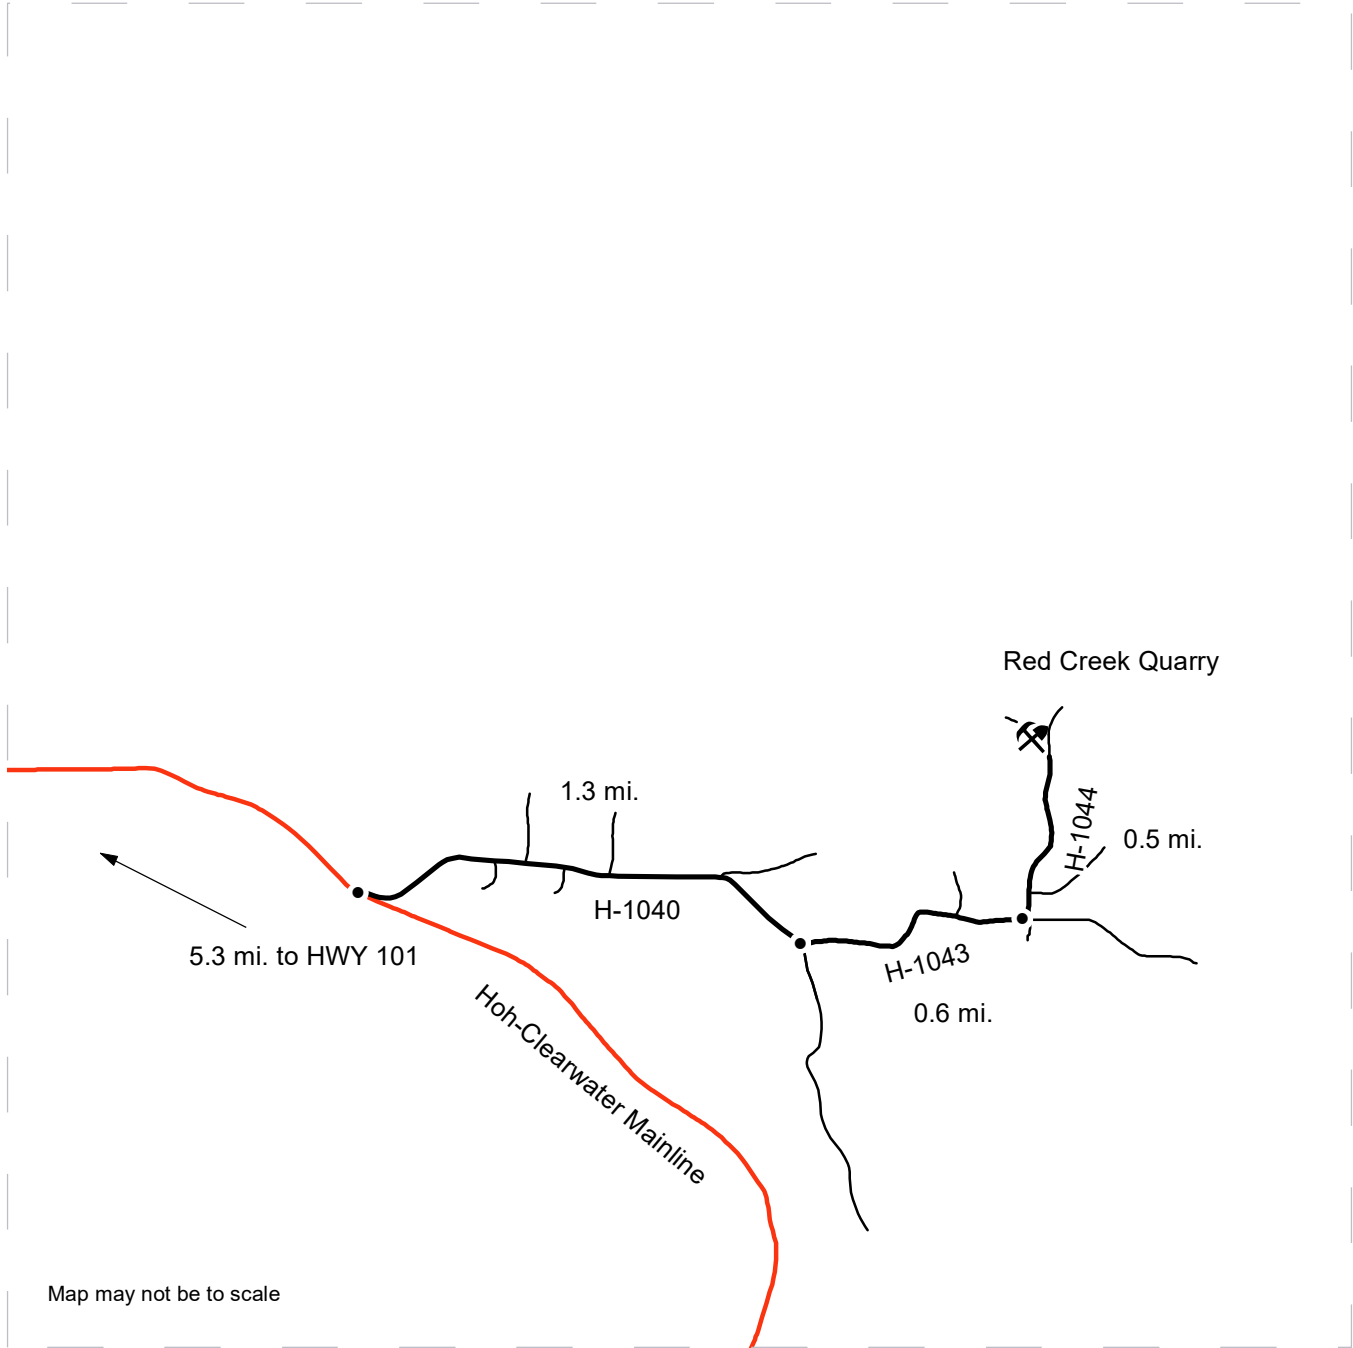 Red Creek Quarry
1.3 mi.
H-1044
0.5 mi.
H-1040
5.3 mi. to HWY 101
H-1043
0.6 mi.
Hoh-Clearwater Mainline
Map may not be to scale